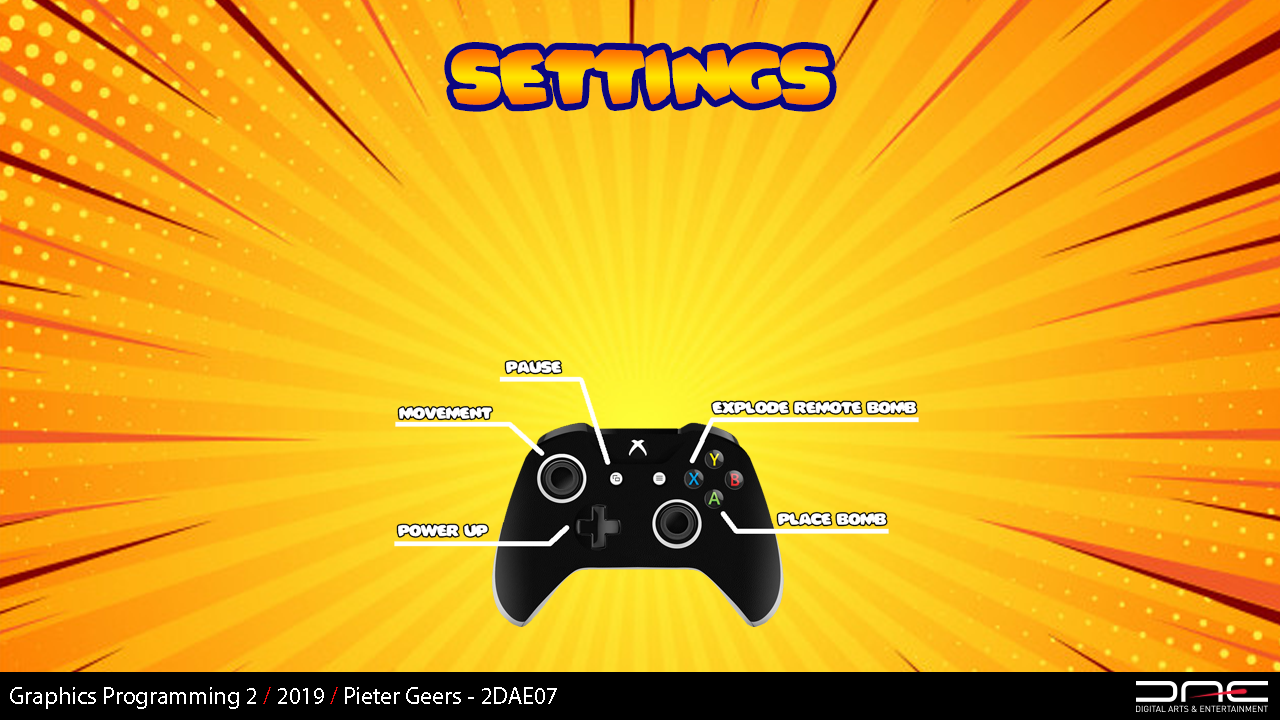 SETTINGS
PAUSE
MOVEMENT
EXPLODE REMOTE BOMB
Y
X
B
A
PLACE BOMB
POWER UP
Graphics Programming 2 / 2019 / Pieter Geers - 2DAE07
DAE
DIGITAL ARTS & ENTERTAINMENT